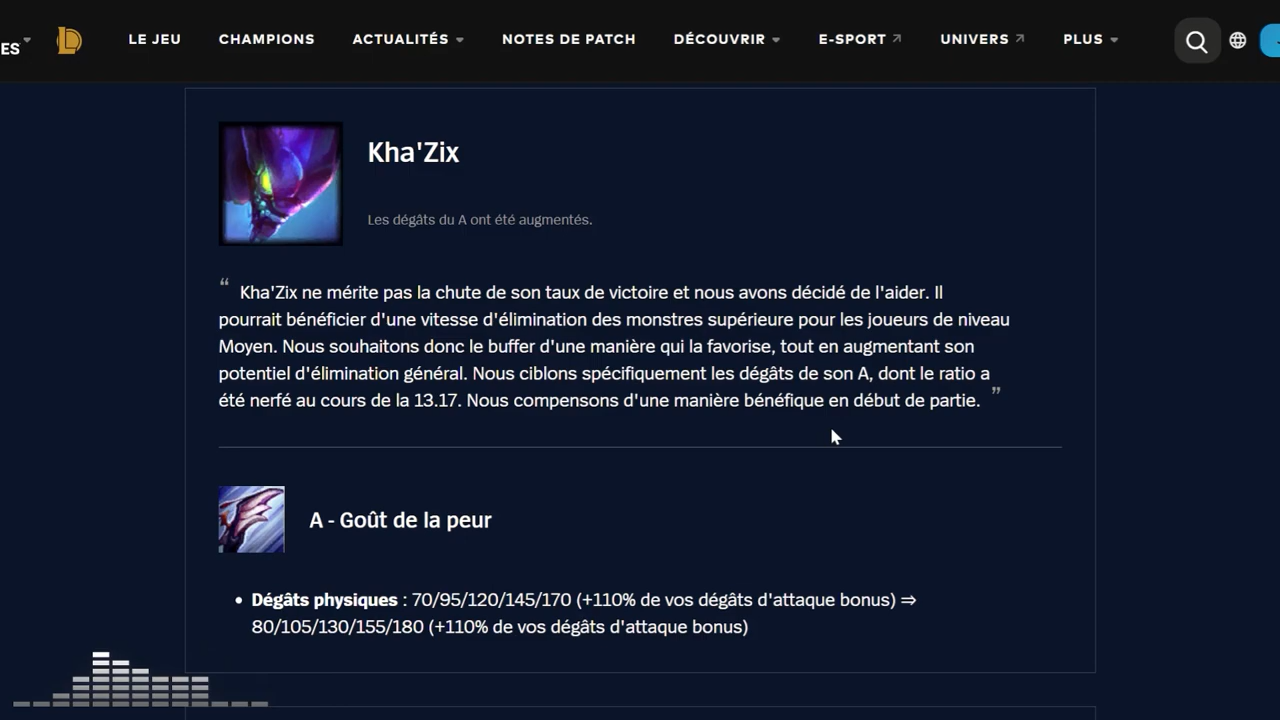 ES
LE JEU CHAMPIONS ACTUALITÉS NOTES DE PATCH DÉCOUVRIR E-SPORT UNIVERS PLUS
Kha'Zix
Les dégâts du A ont été augmentés.
“ Kha'Zix ne mérite pas la chute de son taux de victoire et nous avons décidé de l'aider. Il
pourrait bénéficier d'une vitesse d'élimination des monstres supérieure pour les joueurs de niveau
Moyen. Nous souhaitons donc le buffer d'une manière qui la favorise, tout en augmentant son
potentiel d'élimination général. Nous ciblons spécifiquement les dégâts de son A, dont le ratio a
été nerfé au cours de la 13.17. Nous compensons d'une manière bénéfique en début de partie. ”
A - Goût de la peur
• Dégâts physiques : 70/95/120/145/170 (+110% de vos dégâts d'attaque bonus) ⇒
80/105/130/155/180 (+110% de vos dégâts d'attaque bonus)